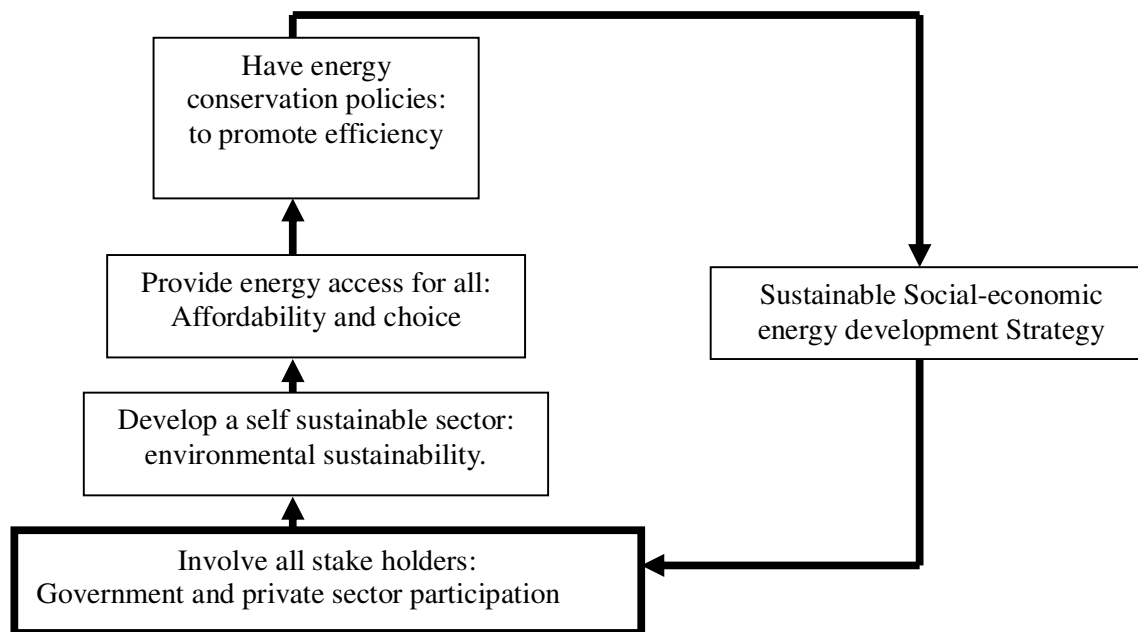 Have energy
conservation policies:
to promote efficiency
Provide energy access for all:
Affordability and choice
Sustainable Social-economic
energy development Strategy
Develop a self sustainable sector:
environmental sustainability.
Involve all stake holders:
Government and private sector participation